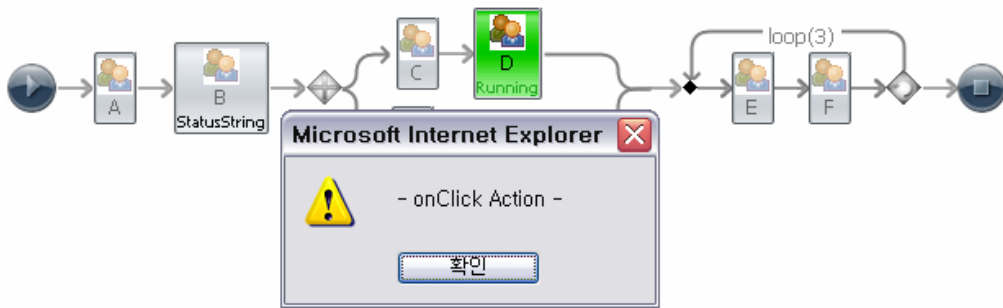 loop(3)
A
B
StatusString
C
D
Running
E
F
Microsoft Internet Explorer
- onClick Action -
확인